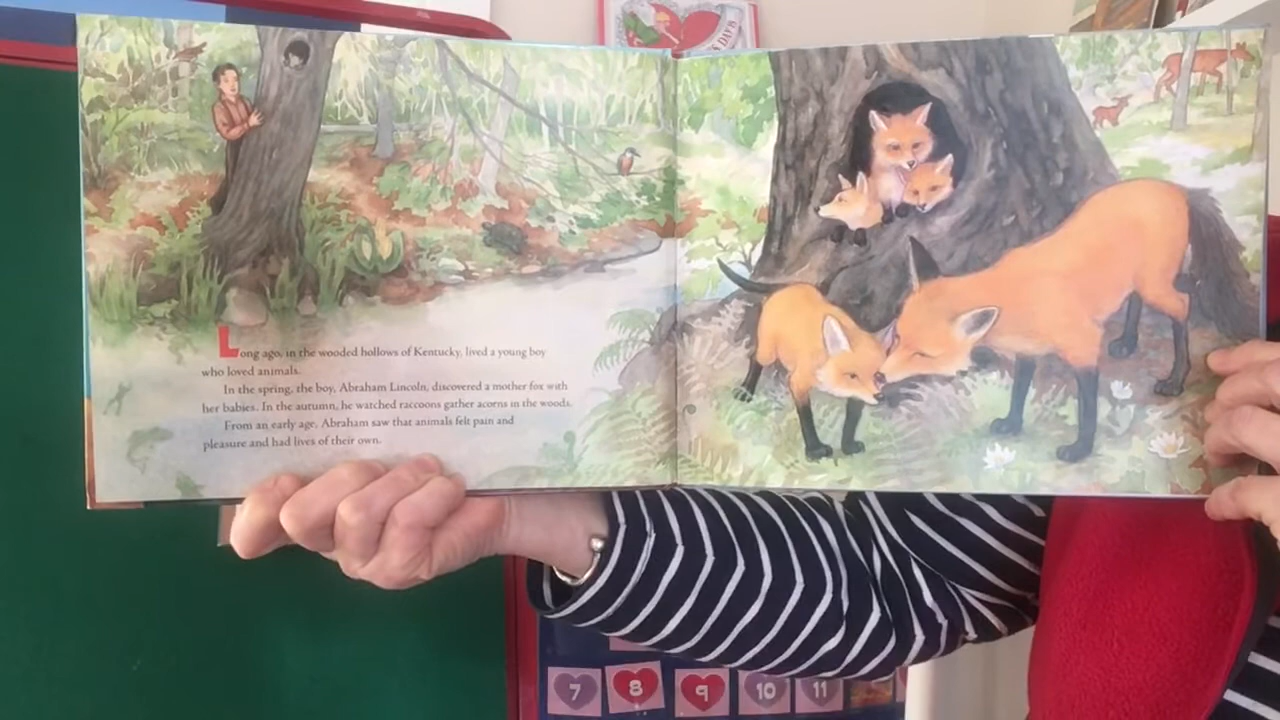 'S DAY
Long ago, in the wooded hollows of Kentucky, lived a young boy
who loved animals.
In the spring, the boy, Abraham Lincoln, discovered a mother fox with
her babies. In the autumn, he watched raccoons gather acorns in the woods.
From an early age, Abraham saw that animals felt pain and
pleasure and had lives of their own.
7 8 9 10 11